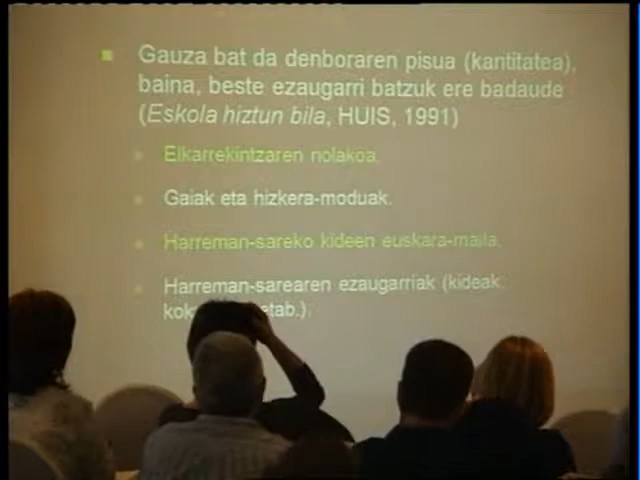 Gauza bat da denboraren pisua (kantitatea),
baina, beste ezaugarri batzuk ere badaude
(Eskola hiztun bila, HUIS, 1991)
Elkarrekintzaren nolakoa.
Gaiak eta hizkera-moduak.
Harreman-sareko kideen euskara-maila.
Harreman-sarearen ezaugarriak (kideak,
etab.).